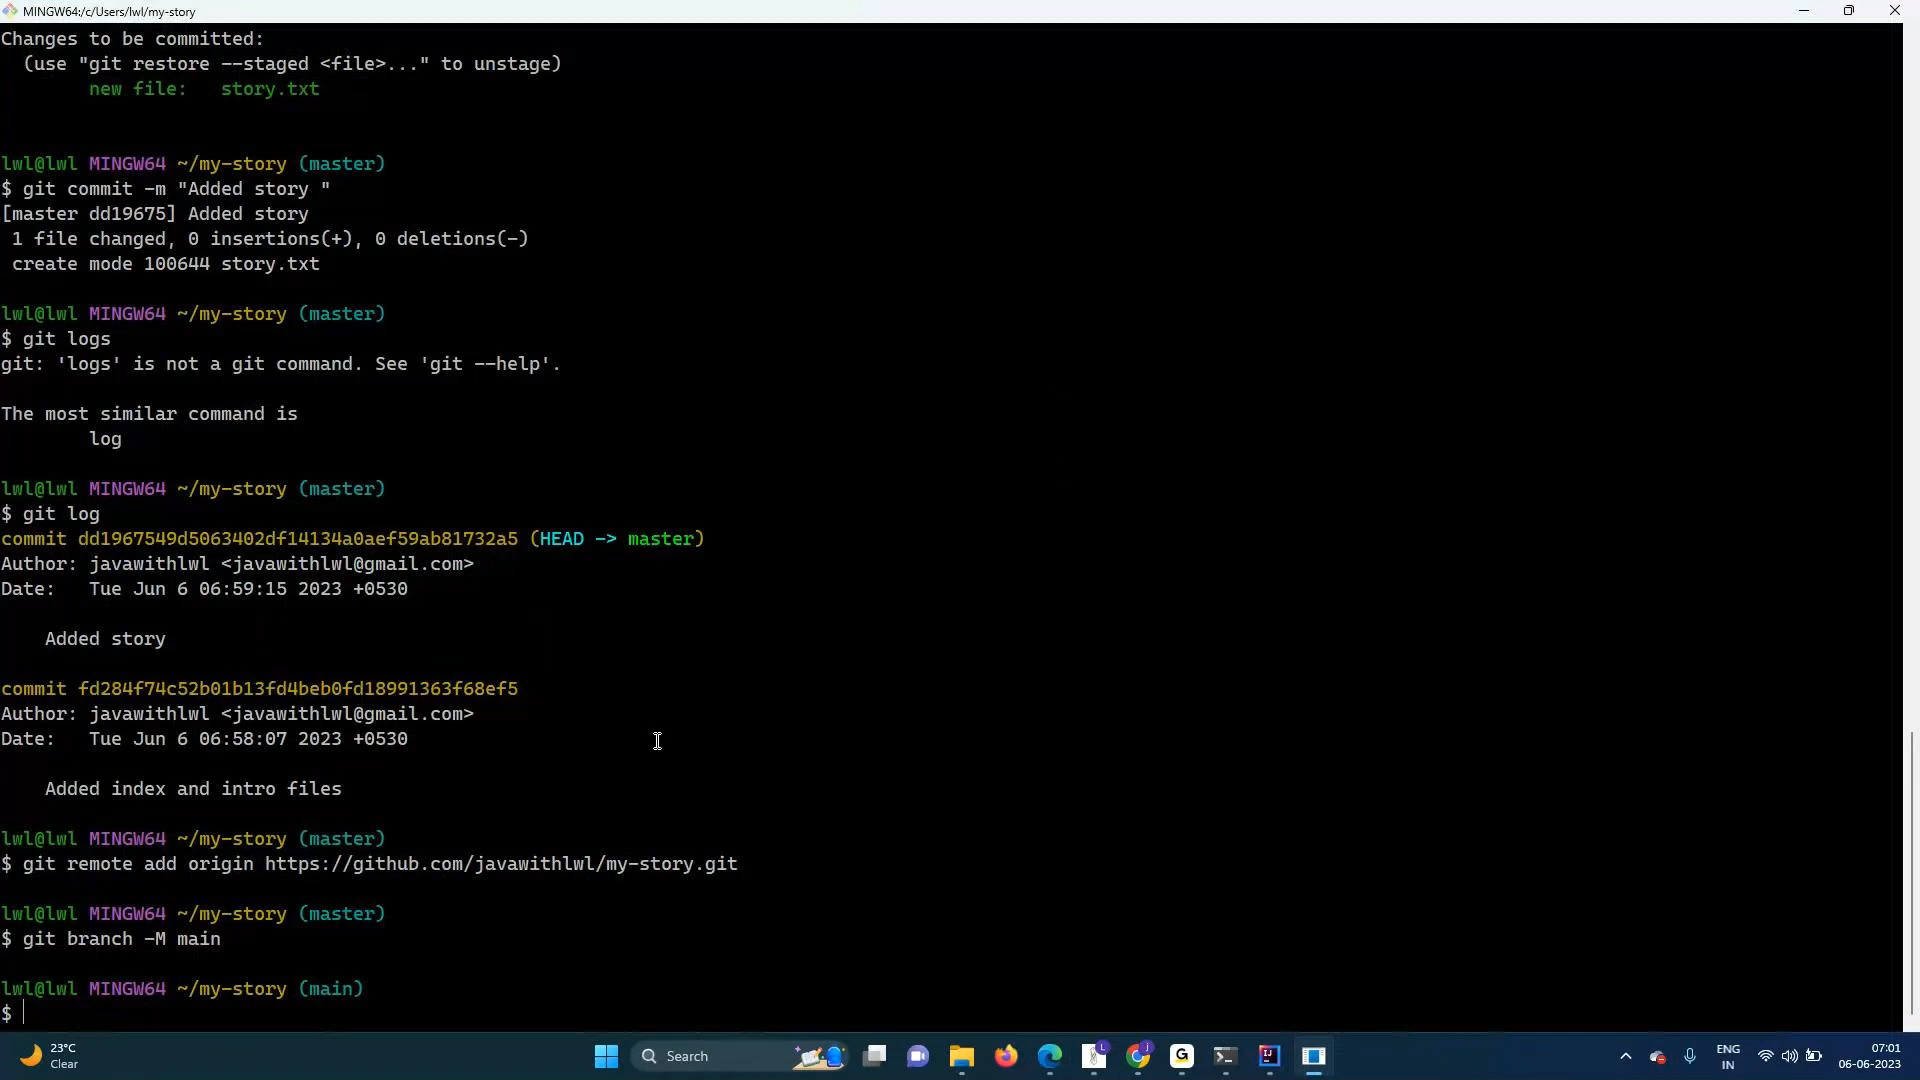 MINGW64:/c/Users/lwl/my-story
Changes to be committed:
  (use "git restore --staged <file>..." to unstage)
        new file:   story.txt
lwl@lwl MINGW64 ~/my-story (master)
$ git commit -m "Added story "
[master dd19675] Added story
 1 file changed, 0 insertions(+), 0 deletions(-)
 create mode 100644 story.txt
lwl@lwl MINGW64 ~/my-story (master)
$ git logs
git: 'logs' is not a git command. See 'git --help'.
The most similar command is
        log
lwl@lwl MINGW64 ~/my-story (master)
$ git log
commit dd1967549d5063402df14134a0aef59ab81732a5 (HEAD -> master)
Author: javawithlwl <javawithlwl@gmail.com>
Date:   Tue Jun 6 06:59:15 2023 +0530
    Added story
commit fd284f74c52b01b13fd4beb0fd18991363f68ef5
Author: javawithlwl <javawithlwl@gmail.com>
Date:   Tue Jun 6 06:58:07 2023 +0530
    Added index and intro files
lwl@lwl MINGW64 ~/my-story (master)
$ git remote add origin https://github.com/javawithlwl/my-story.git
lwl@lwl MINGW64 ~/my-story (master)
$ git branch -M main
lwl@lwl MINGW64 ~/my-story (main)
$
23°C
Clear
Search
ENG
IN
07:01
06-06-2023